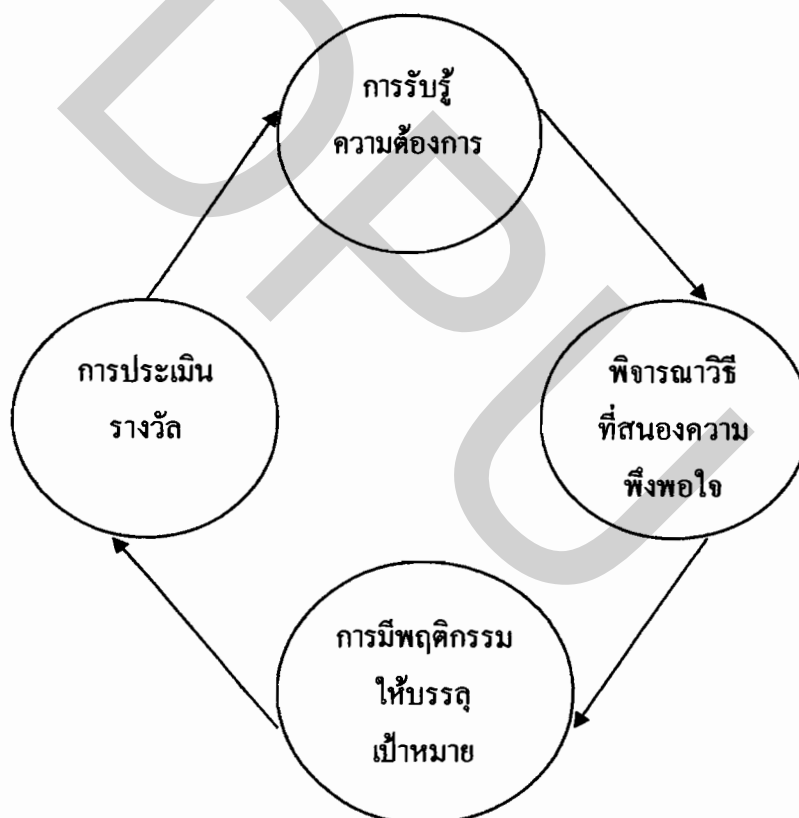 การรับรู้
ความต้องการ
พิจารณาวิธี
ที่สนองความ
พึงพอใจ
การมีพฤติกรรม
ให้บรรลุ
เป้าหมาย
การประเมิน
รางวัล
DPU